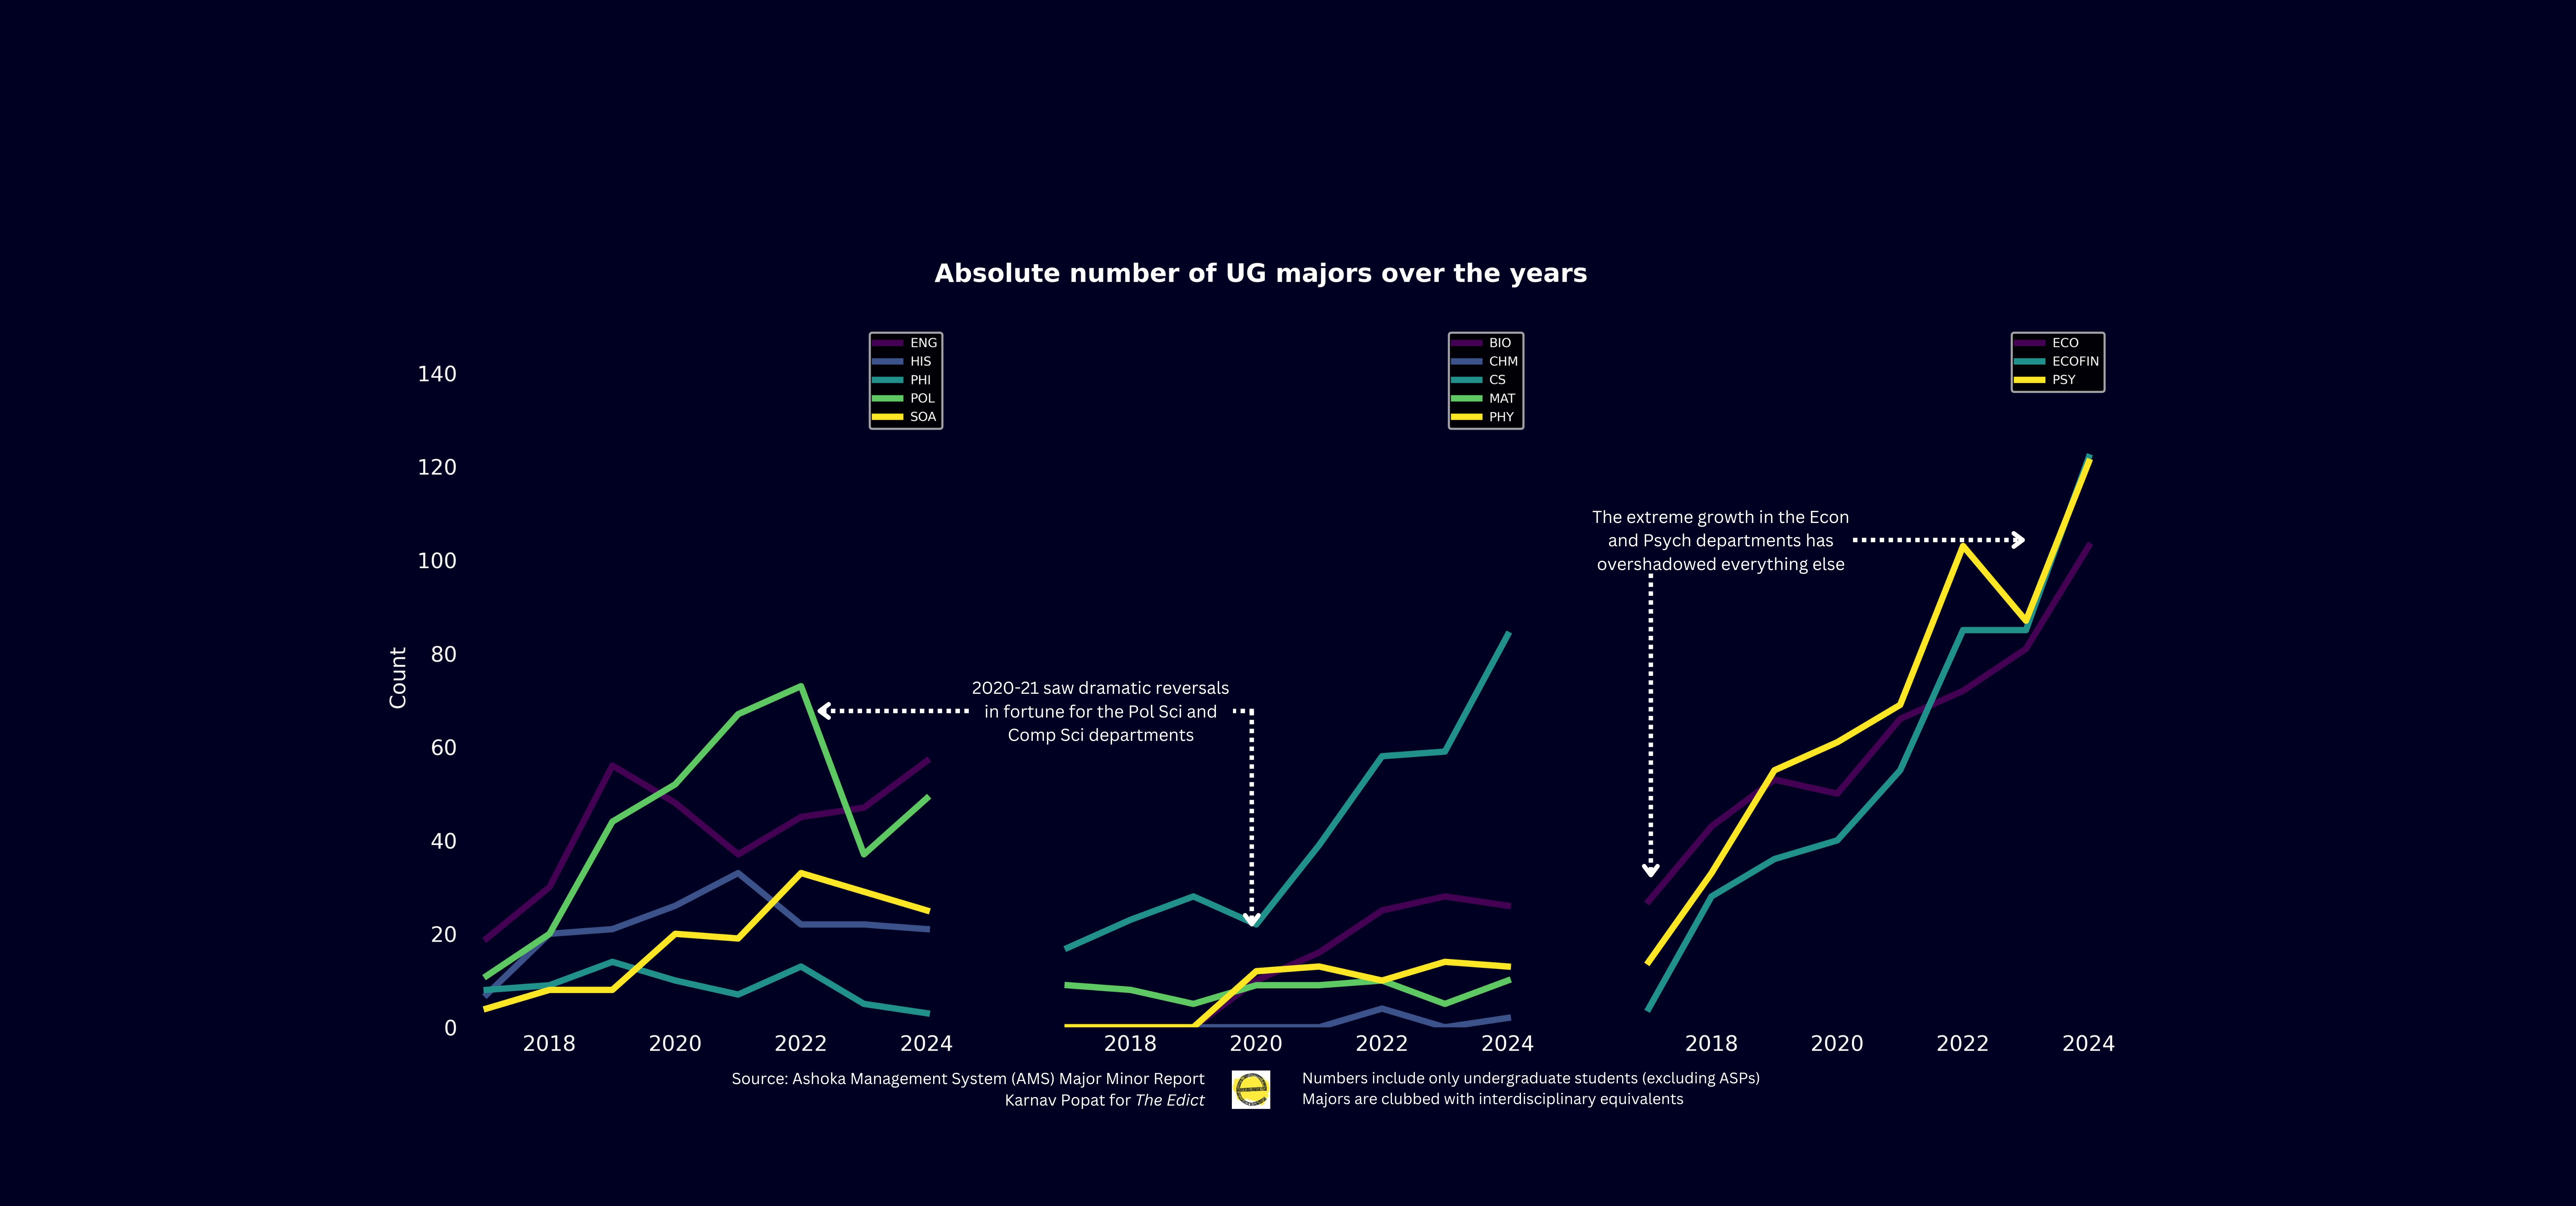 Absolute number of UG majors over the years
ENG
HIS
PHI
POL
SOA
BIO
CHM
CS
MAT
PHY
ECO
ECOFIN
PSY
140
120
100
80
60
40
20
0
Count
The extreme growth in the Econ
and Psych departments has
overshadowed everything else
2020-21 saw dramatic reversals
in fortune for the Pol Sci and
Comp Sci departments
2018 2020 2022 2024
2018 2020 2022 2024
2018 2020 2022 2024
Source: Ashoka Management System (AMS) Major Minor Report
Karnav Popat for The Edict
Numbers include only undergraduate students (excluding ASPs)
Majors are clubbed with interdisciplinary equivalents